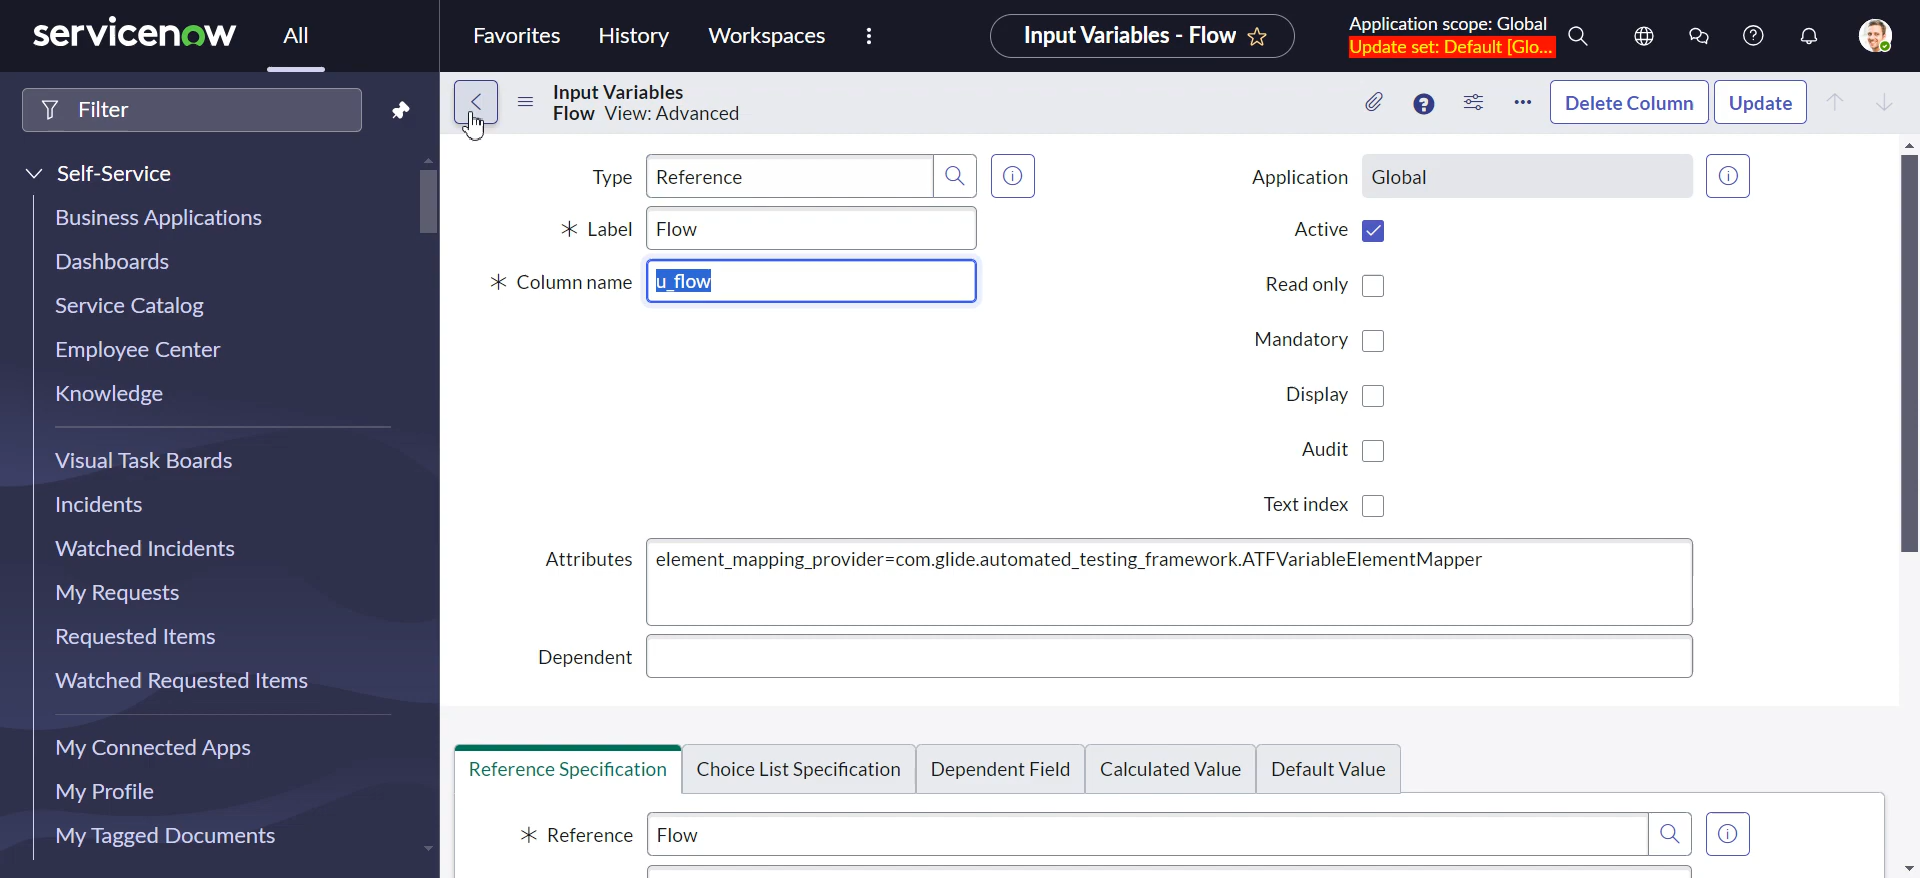 servicenow
All
Favorites
History
Workspaces
Input Variables - Flow
Application scope: Global
Update set: Default [Glo...
Filter
Input Variables
Flow View: Advanced
Delete Column
Update
Self-Service
Business Applications
Dashboards
Service Catalog
Employee Center
Knowledge
Visual Task Boards
Incidents
Watched Incidents
My Requests
Requested Items
Watched Requested Items
My Connected Apps
My Profile
My Tagged Documents
Type Reference
* Label Flow
* Column name u_flow
Application Global
Active
Read only
Mandatory
Display
Audit
Text index
Attributes element_mapping_provider=com.glide.automated_testing_framework.ATFVariableElementMapper
Dependent
Reference Specification
Choice List Specification
Dependent Field
Calculated Value
Default Value
* Reference Flow